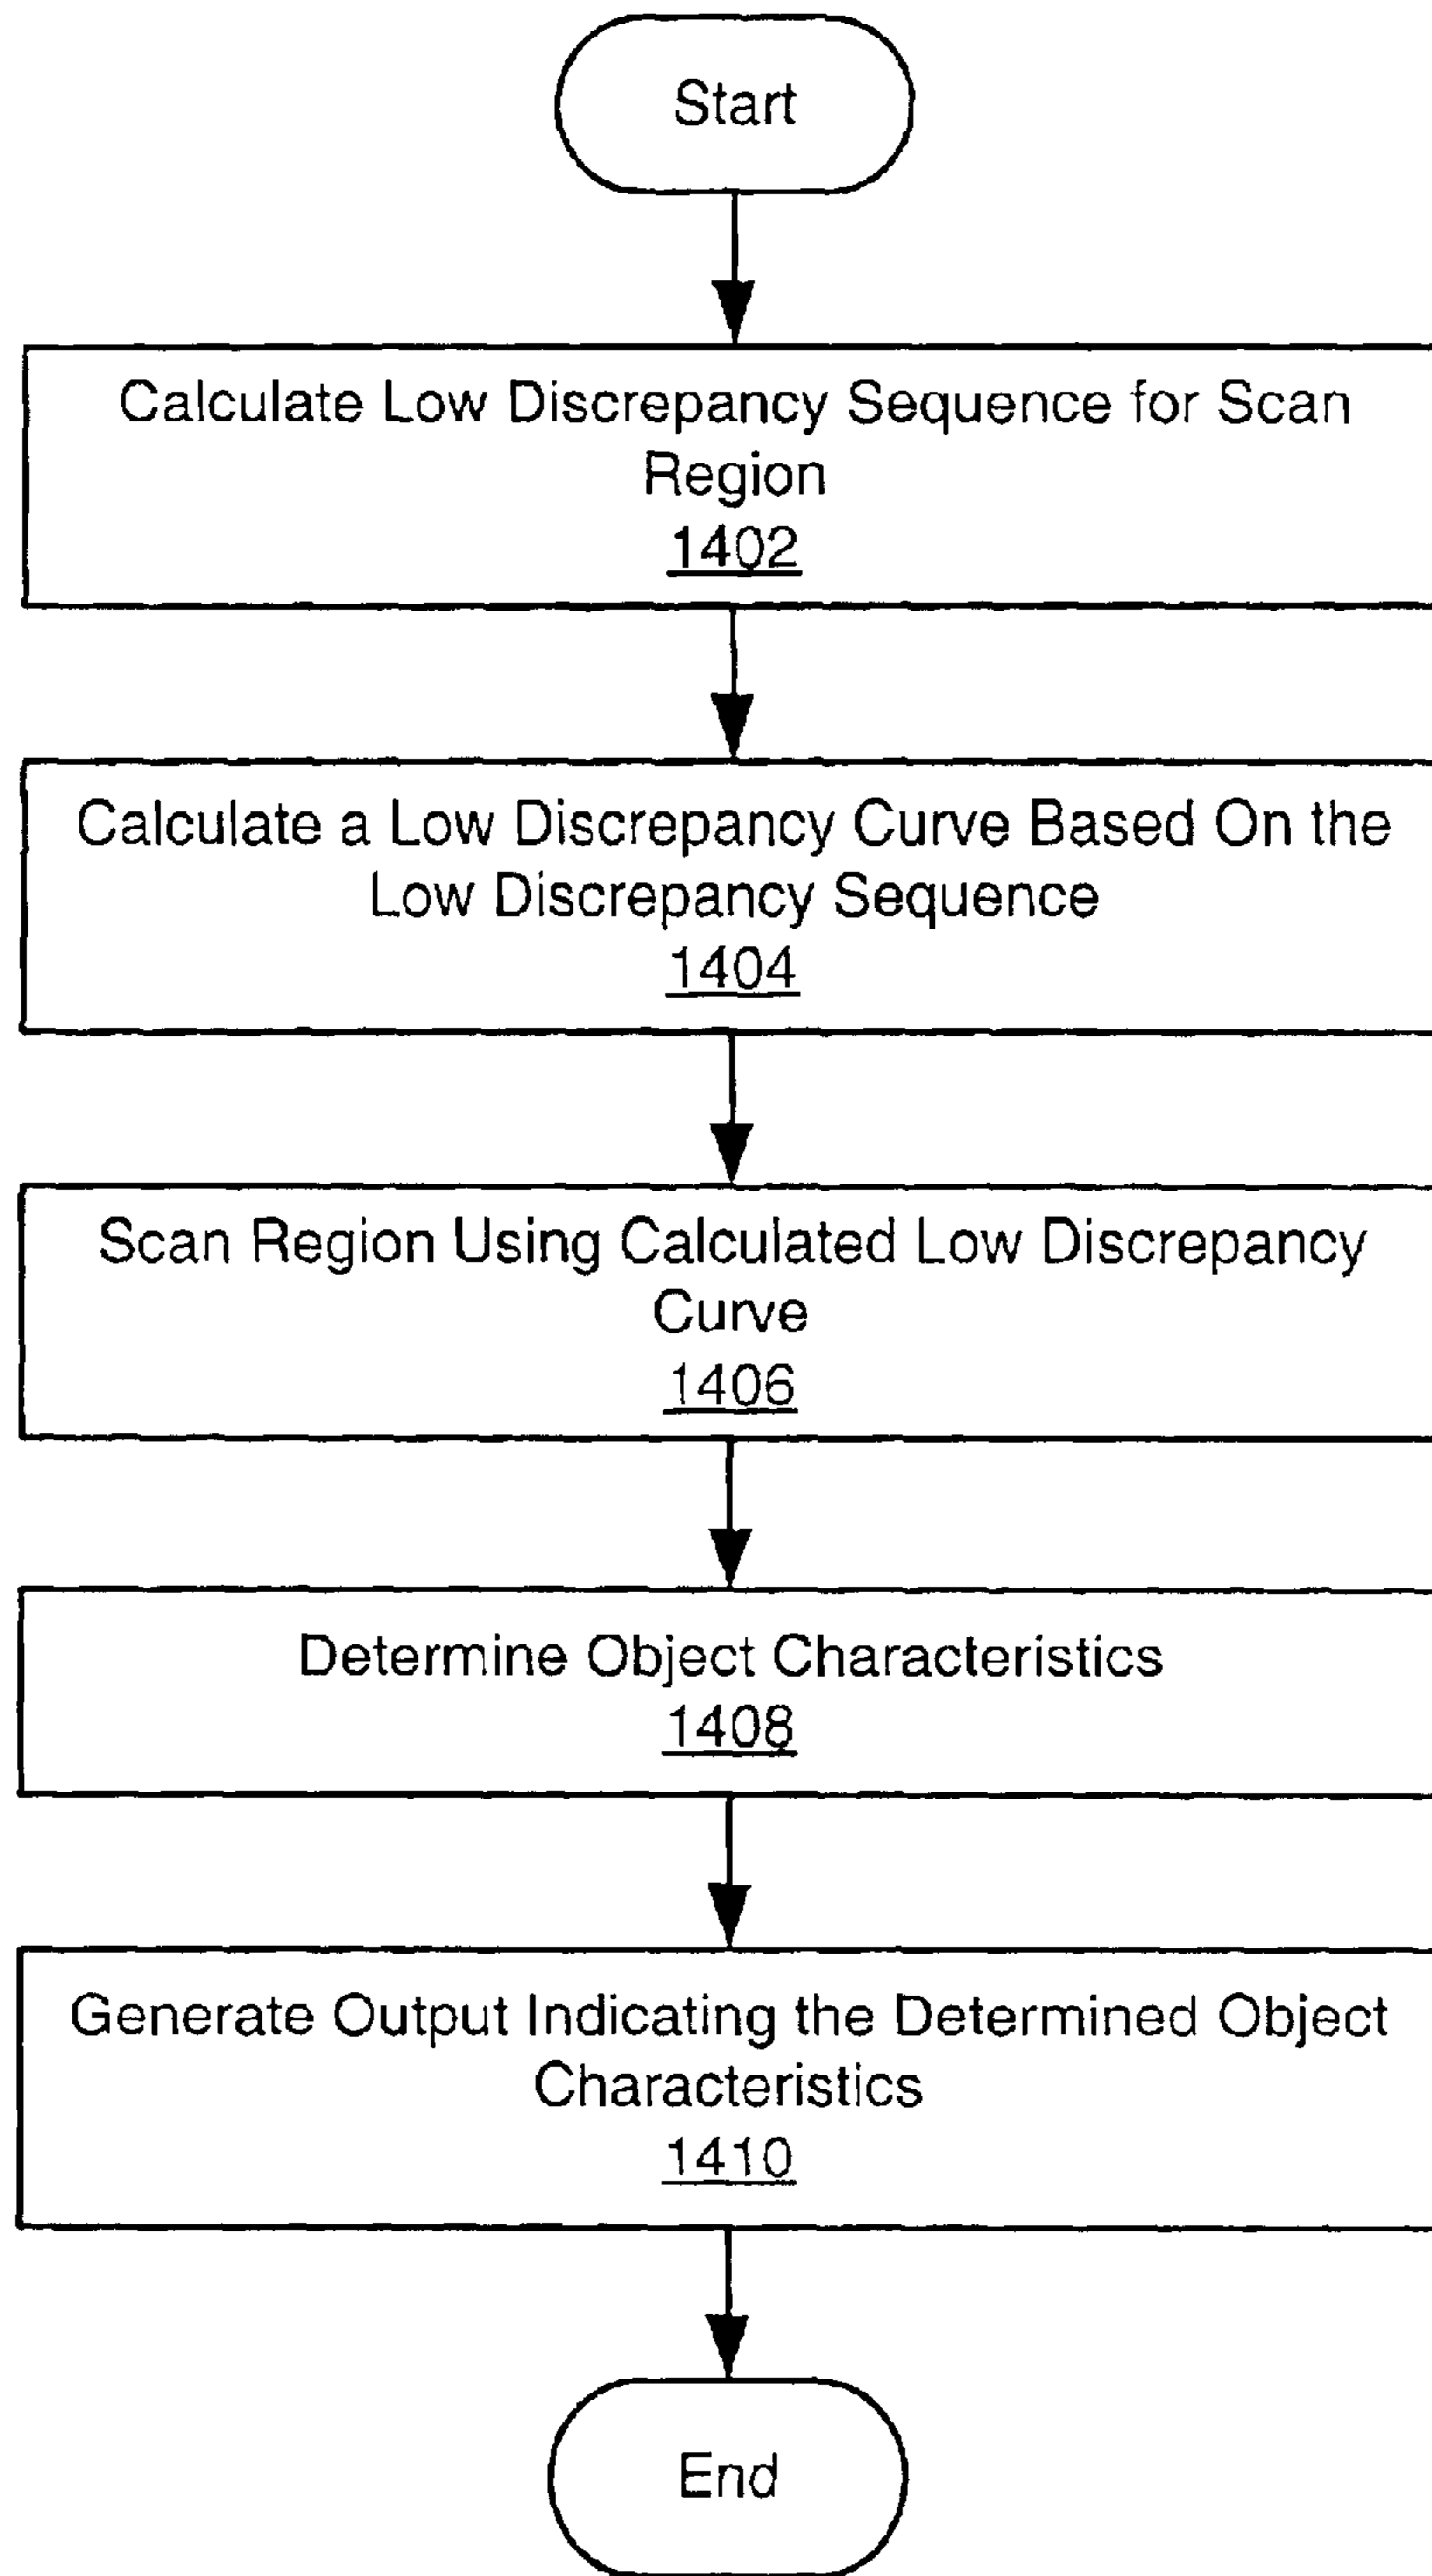 Start
Calculate Low Discrepancy Sequence for Scan
Region
1402
Calculate a Low Discrepancy Curve Based On the
Low Discrepancy Sequence
1404
Scan Region Using Calculated Low Discrepancy
Curve
1406
Determine Object Characteristics
1408
Generate Output Indicating the Determined Object
Characteristics
1410
End